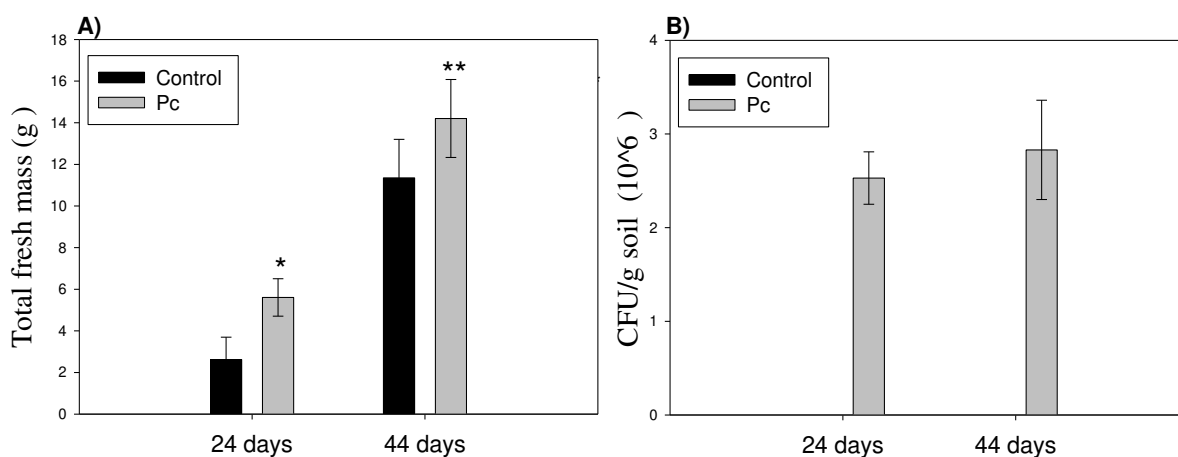 A)
Total fresh mass (g )
18
16
14
12
10
8
6
4
2
0
Control
Pc
*
**
24 days
44 days
B)
CFU/g soil (10^6 )
4
3
2
1
0
Control
Pc
24 days
44 days